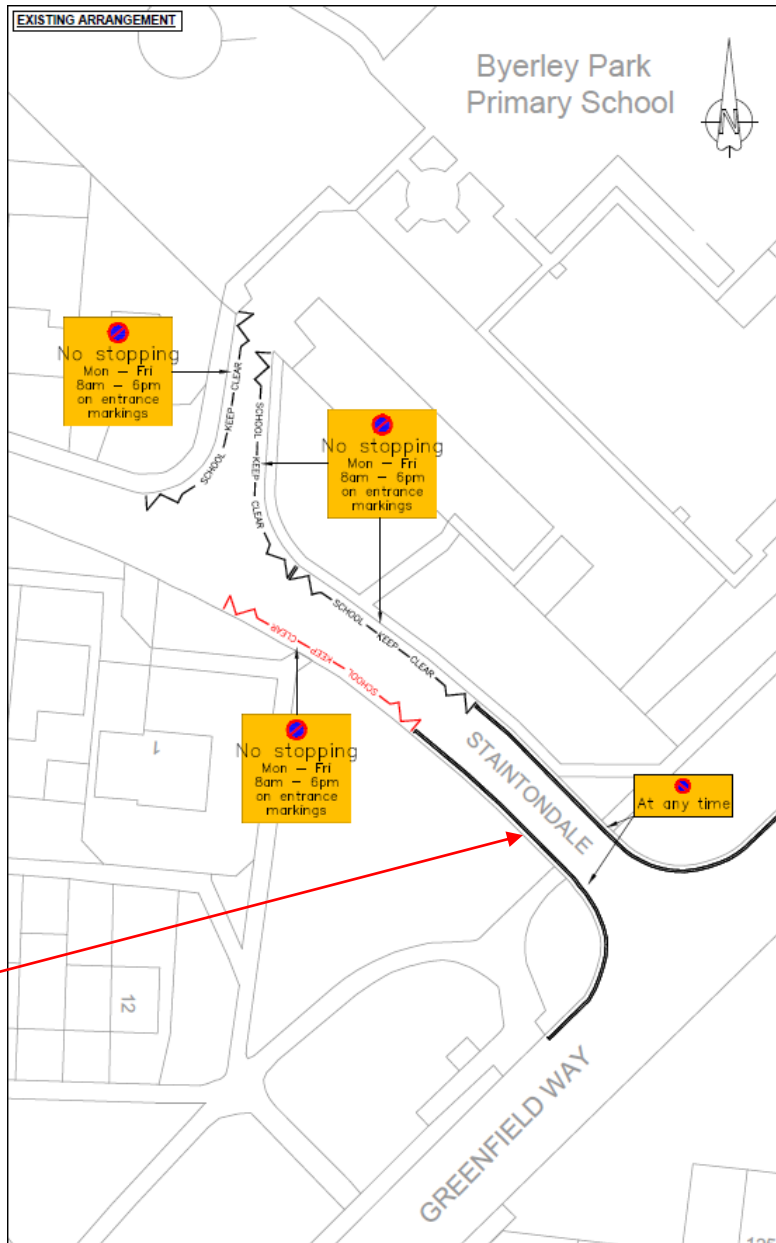 EXISTING ARRANGEMENT
Byerley Park
Primary School
N
No stopping
Mon – Fri
8am – 6pm
on entrance
markings
SCHOOL KEEP CLEAR
SCHOOL KEEP CLEAR
No stopping
Mon – Fri
8am – 6pm
on entrance
markings
SCHOOL KEEP CLEAR
SCHOOL KEEP CLEAR
No stopping
Mon – Fri
8am – 6pm
on entrance
markings
1
STAINTONDALE
At any time
12
GREENFIELD WAY